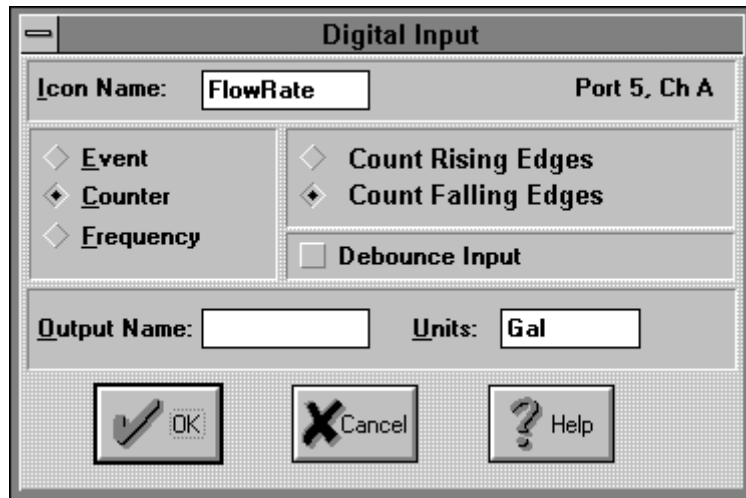 Digital Input
Icon Name: FlowRate Port 5, Ch A
Event
Counter
Frequency
Count Rising Edges
Count Falling Edges
Debounce Input
Output Name: Units: Gal
OK Cancel Help